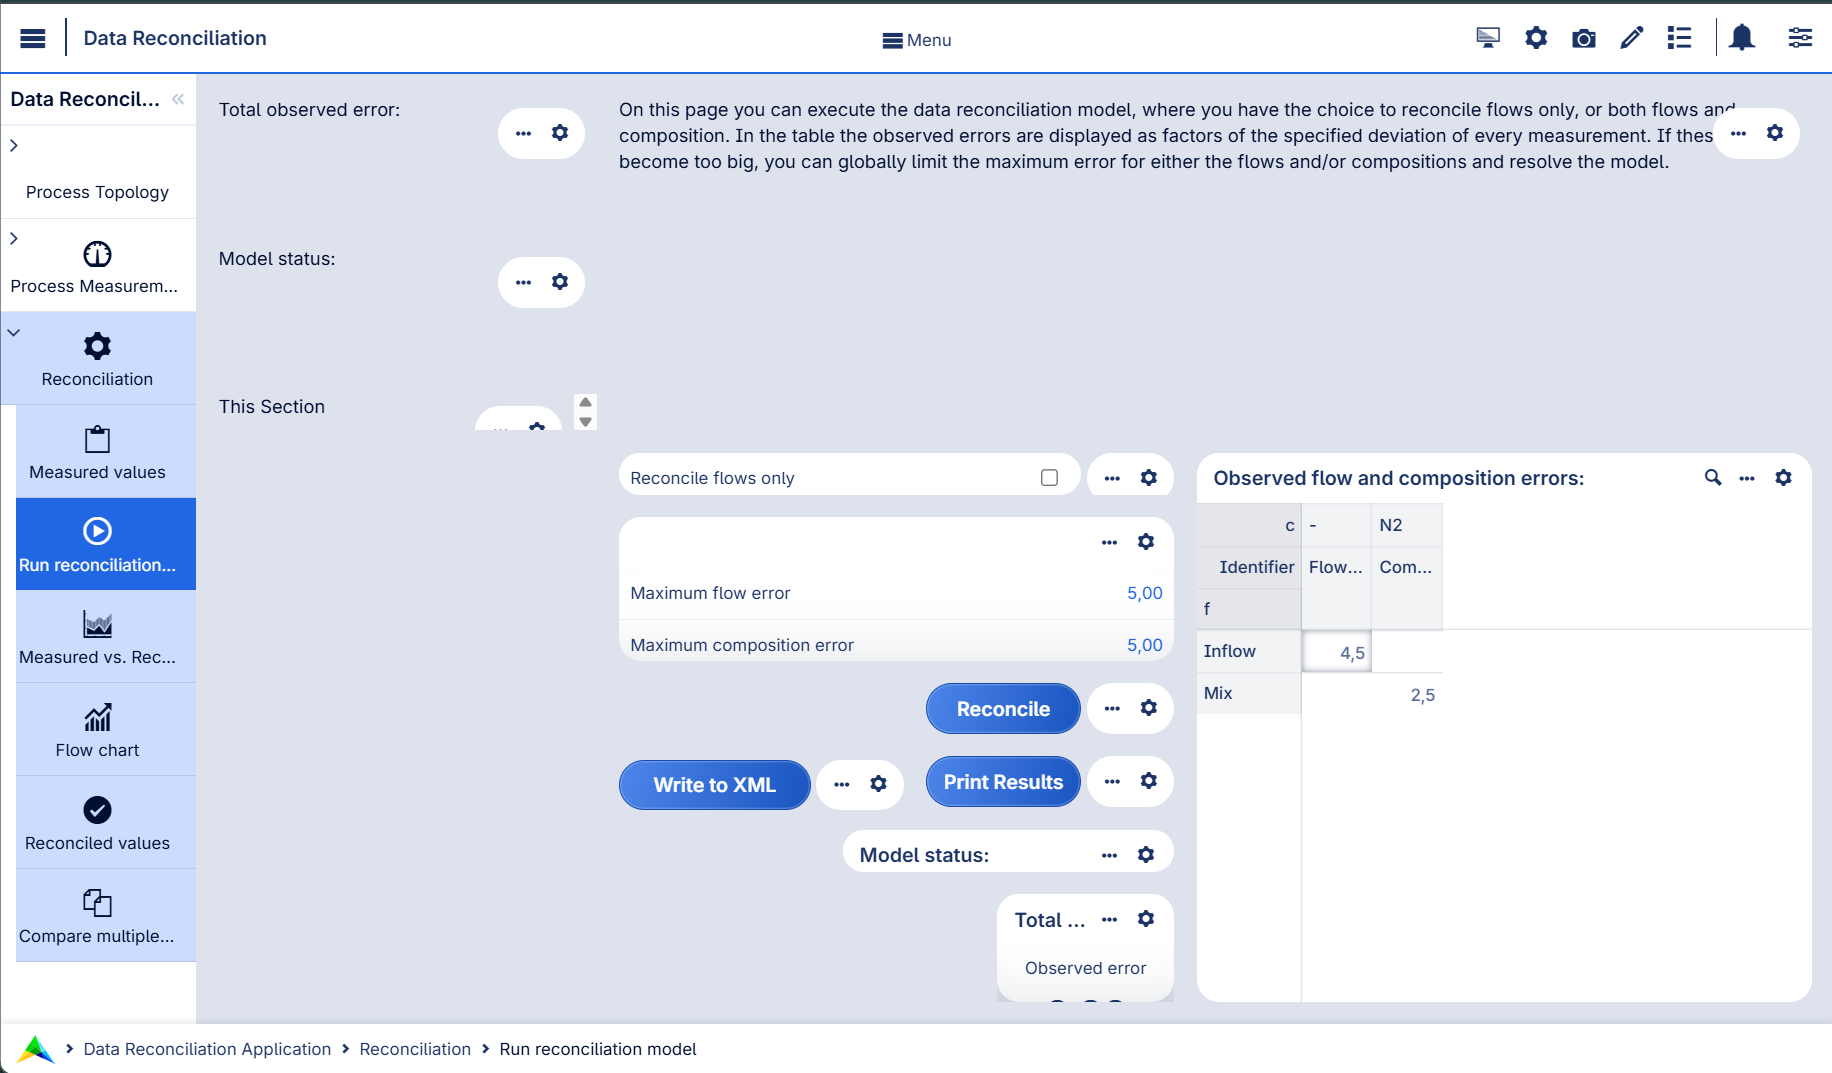 Data Reconciliation
Menu
Data Reconcil...
Process Topology
Process Measurem...
Reconciliation
Measured values
Run reconciliation...
Measured vs. Rec...
Flow chart
Reconciled values
Compare multiple...
Total observed error:
Model status:
This Section
On this page you can execute the data reconciliation model, where you have the choice to reconcile flows only, or both flows and
composition. In the table the observed errors are displayed as factors of the specified deviation of every measurement. If thes
become too big, you can globally limit the maximum error for either the flows and/or compositions and resolve the model.
Reconcile flows only
Maximum flow error 5,00
Maximum composition error 5,00
Reconcile
Write to XML
Print Results
Model status:
Total ...
Observed error
Observed flow and composition errors:
c - N2
Identifier Flow... Com...
f
Inflow 4,5
Mix 2,5
Data Reconciliation Application > Reconciliation > Run reconciliation model